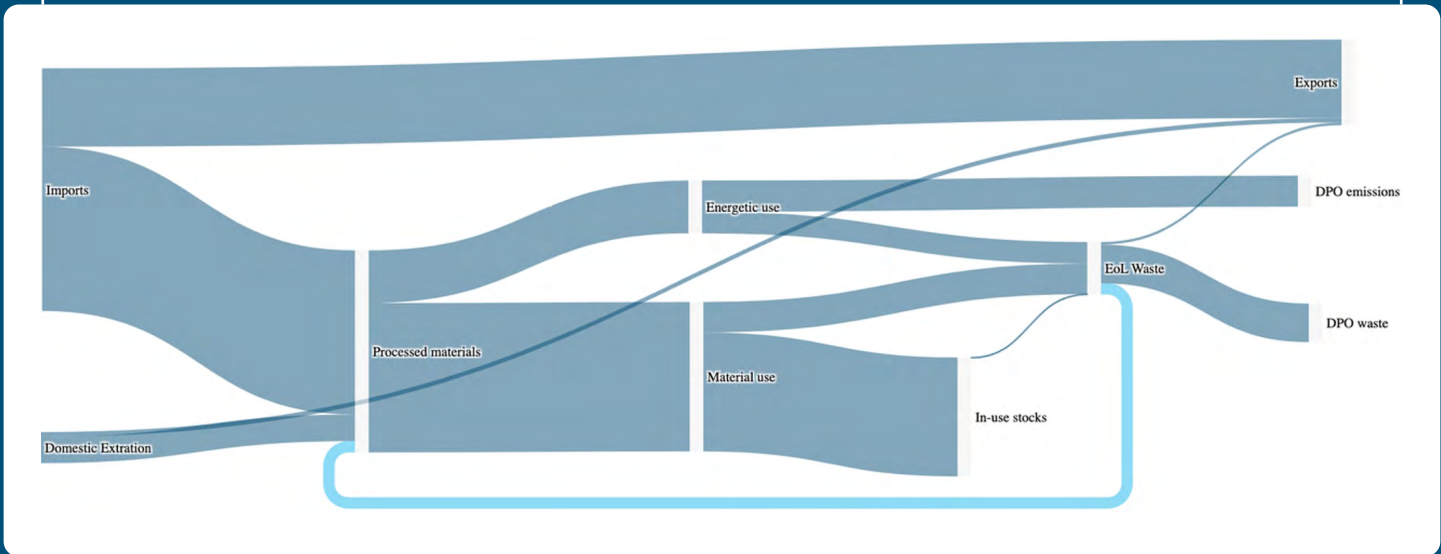 Exports
Imports
DPO emissions
Energetic use
EoL Waste
DPO waste
Processed materials
Material use
In-use stocks
Domestic Extration